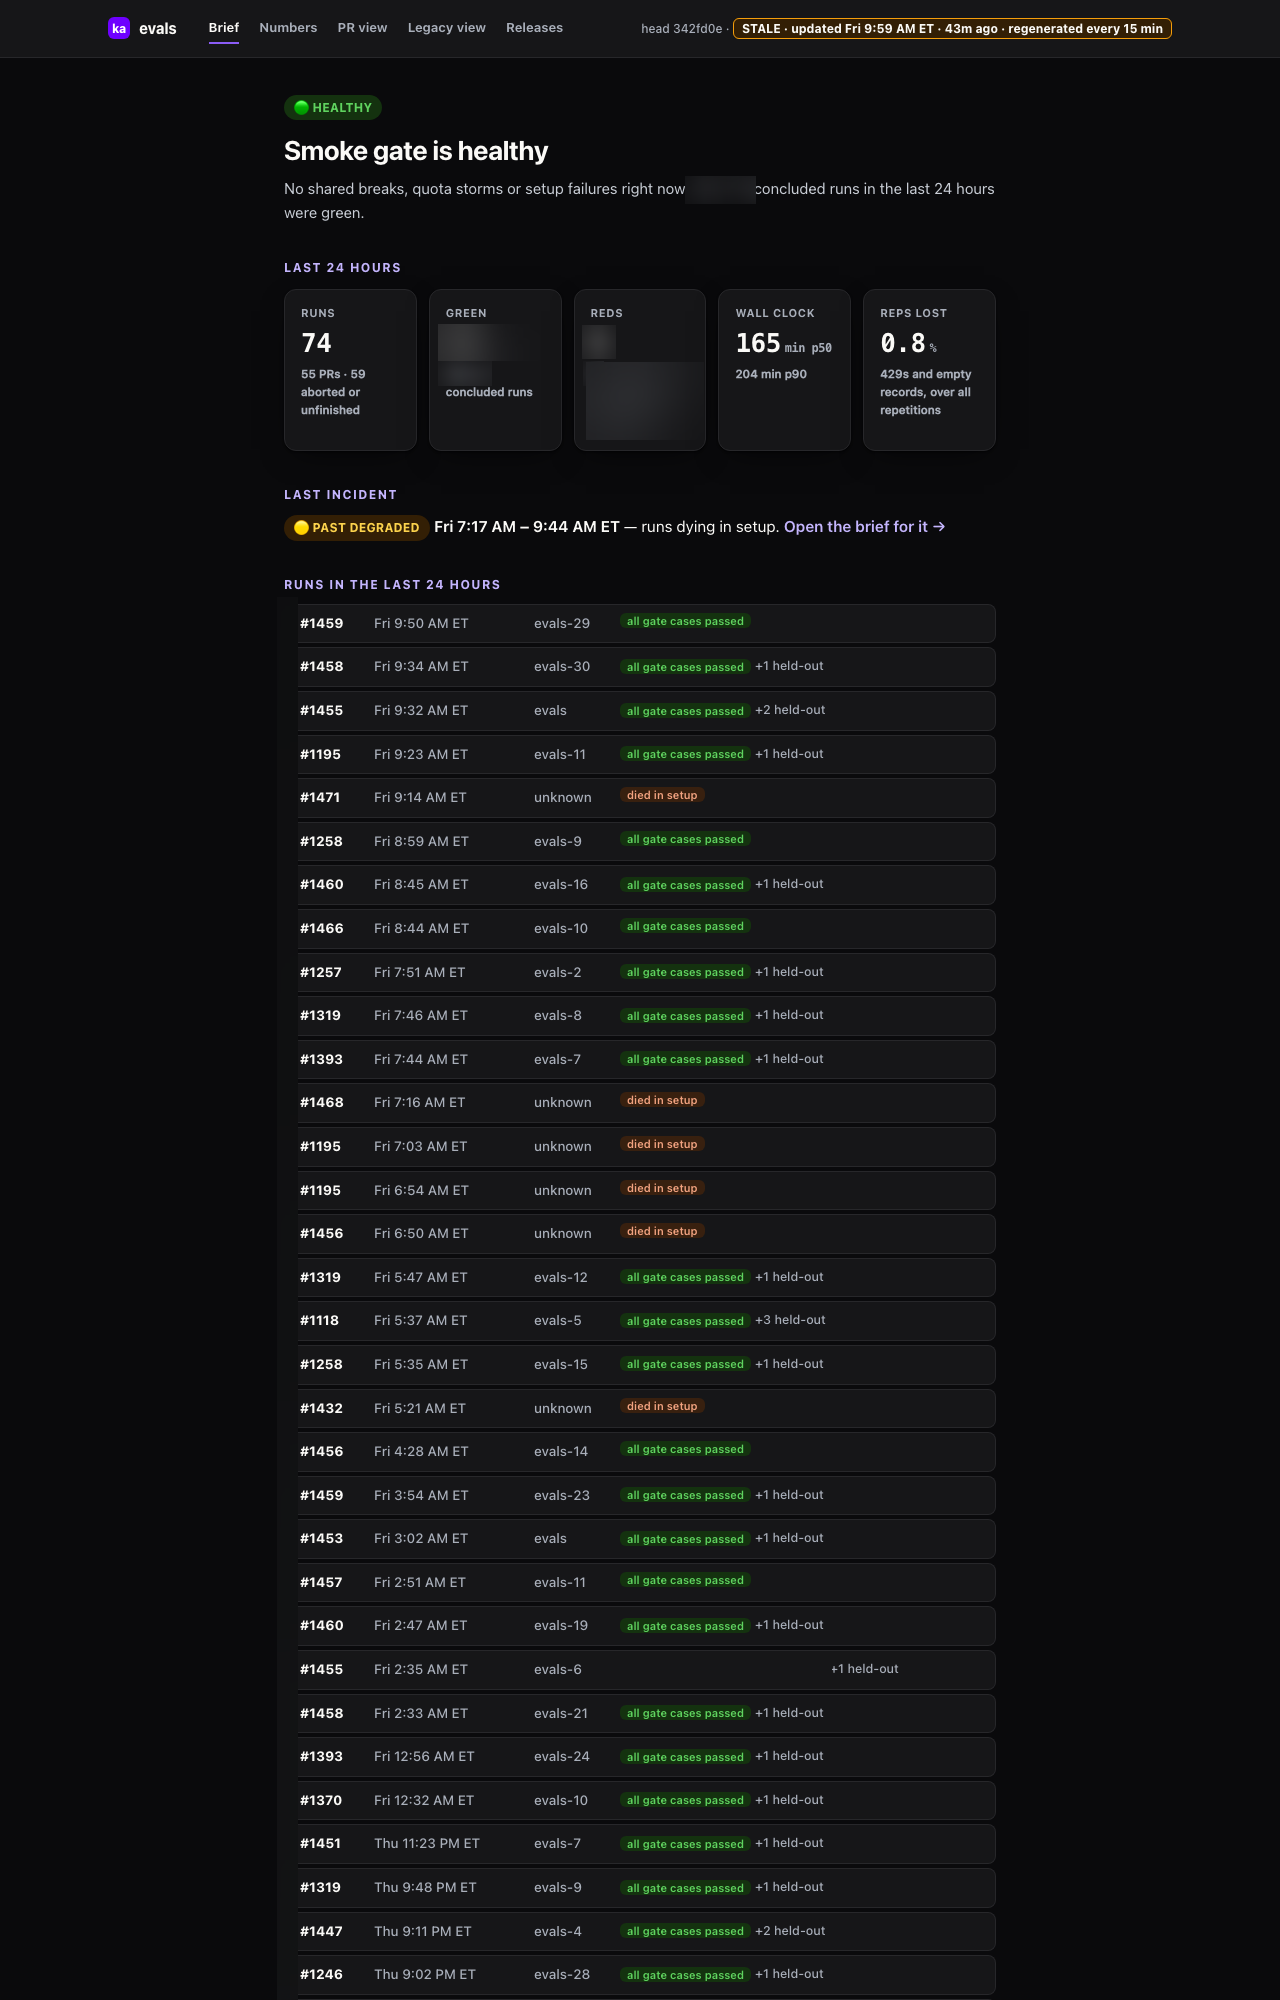 ka evals Brief Numbers PR view Legacy view Releases head 342fd0e · STALE · updated Fri 9:59 AM ET · 43m ago · regenerated every 15 min
HEALTHY
Smoke gate is healthy
No shared breaks, quota storms or setup failures right now concluded runs in the last 24 hours
were green.
LAST 24 HOURS
RUNS
74
55 PRs · 59
aborted or
unfinished
GREEN
concluded runs
REDS
WALL CLOCK
165 min p50
204 min p90
REPS LOST
0.8 %
429s and empty
records, over all
repetitions
LAST INCIDENT
PAST DEGRADED Fri 7:17 AM – 9:44 AM ET — runs dying in setup. Open the brief for it →
RUNS IN THE LAST 24 HOURS
#1459 Fri 9:50 AM ET evals-29 all gate cases passed
#1458 Fri 9:34 AM ET evals-30 all gate cases passed +1 held-out
#1455 Fri 9:32 AM ET evals all gate cases passed +2 held-out
#1195 Fri 9:23 AM ET evals-11 all gate cases passed +1 held-out
#1471 Fri 9:14 AM ET unknown died in setup
#1258 Fri 8:59 AM ET evals-9 all gate cases passed
#1460 Fri 8:45 AM ET evals-16 all gate cases passed +1 held-out
#1466 Fri 8:44 AM ET evals-10 all gate cases passed
#1257 Fri 7:51 AM ET evals-2 all gate cases passed +1 held-out
#1319 Fri 7:46 AM ET evals-8 all gate cases passed +1 held-out
#1393 Fri 7:44 AM ET evals-7 all gate cases passed +1 held-out
#1468 Fri 7:16 AM ET unknown died in setup
#1195 Fri 7:03 AM ET unknown died in setup
#1195 Fri 6:54 AM ET unknown died in setup
#1456 Fri 6:50 AM ET unknown died in setup
#1319 Fri 5:47 AM ET evals-12 all gate cases passed +1 held-out
#1118 Fri 5:37 AM ET evals-5 all gate cases passed +3 held-out
#1258 Fri 5:35 AM ET evals-15 all gate cases passed +1 held-out
#1432 Fri 5:21 AM ET unknown died in setup
#1456 Fri 4:28 AM ET evals-14 all gate cases passed
#1459 Fri 3:54 AM ET evals-23 all gate cases passed +1 held-out
#1453 Fri 3:02 AM ET evals all gate cases passed +1 held-out
#1457 Fri 2:51 AM ET evals-11 all gate cases passed
#1460 Fri 2:47 AM ET evals-19 all gate cases passed +1 held-out
#1455 Fri 2:35 AM ET evals-6 +1 held-out
#1458 Fri 2:33 AM ET evals-21 all gate cases passed +1 held-out
#1393 Fri 12:56 AM ET evals-24 all gate cases passed +1 held-out
#1370 Fri 12:32 AM ET evals-10 all gate cases passed +1 held-out
#1451 Thu 11:23 PM ET evals-7 all gate cases passed +1 held-out
#1319 Thu 9:48 PM ET evals-9 all gate cases passed +1 held-out
#1447 Thu 9:11 PM ET evals-4 all gate cases passed +2 held-out
#1246 Thu 9:02 PM ET evals-28 all gate cases passed +1 held-out